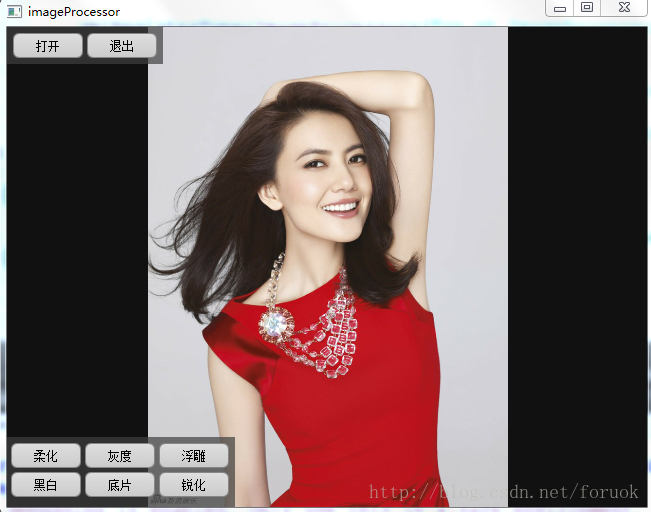 imageProcessor
打开 退出
柔化 灰度 浮雕
黑白 底片 锐化
http://blog.csdn.net/foruok